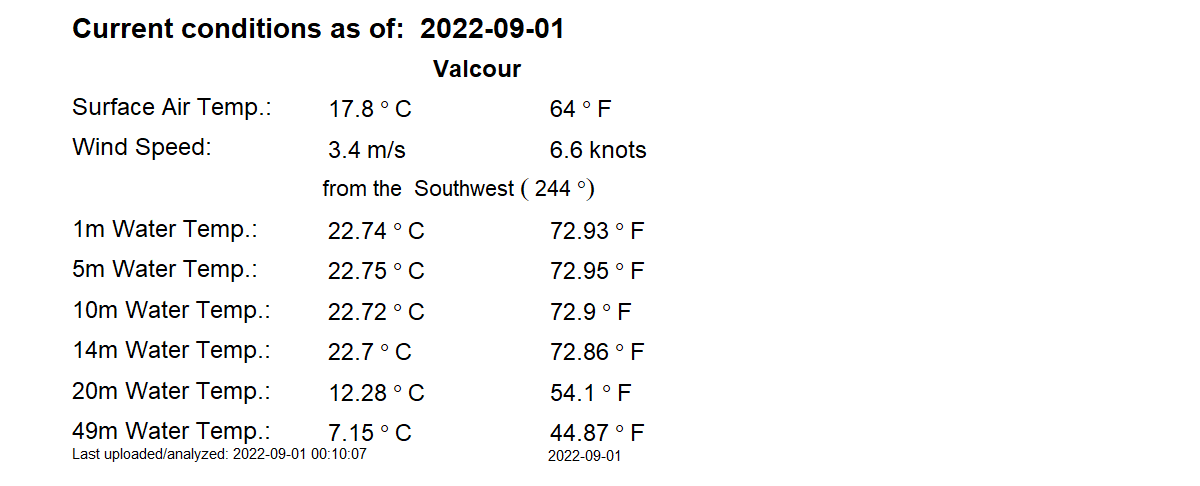 Current conditions as of: 2022-09-01
Valcour
Surface Air Temp.: 17.8 ° C 64 ° F
Wind Speed: 3.4 m/s 6.6 knots
from the Southwest ( 244 °)
1m Water Temp.: 22.74 ° C 72.93 ° F
5m Water Temp.: 22.75 ° C 72.95 ° F
10m Water Temp.: 22.72 ° C 72.9 ° F
14m Water Temp.: 22.7 ° C 72.86 ° F
20m Water Temp.: 12.28 ° C 54.1 ° F
49m Water Temp.: 7.15 ° C 44.87 ° F
Last uploaded/analyzed: 2022-09-01 00:10:07 2022-09-01